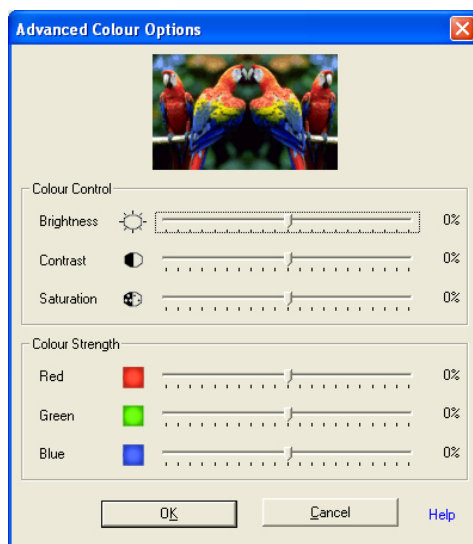 Advanced Colour Options
Colour Control
Brightness 0%
Contrast 0%
Saturation 0%
Colour Strength
Red 0%
Green 0%
Blue 0%
OK Cancel Help